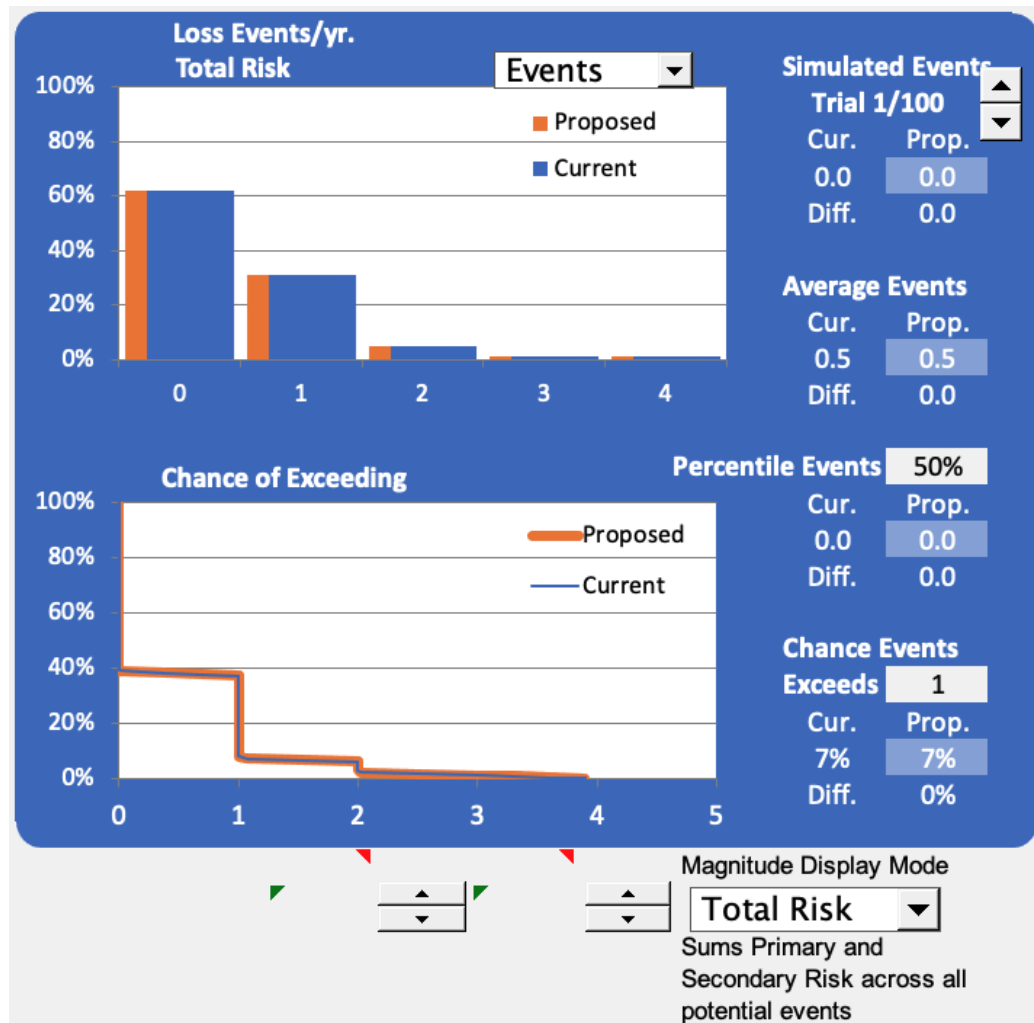 Loss Events/yr.
Total Risk
Events
100%
80%
60%
40%
20%
0%
Proposed
Current
0 1 2 3 4
Simulated Events
Trial 1/100
Cur. Prop.
0.0 0.0
Diff. 0.0
Average Events
Cur. Prop.
0.5 0.5
Diff. 0.0
Chance of Exceeding
100%
80%
60%
40%
20%
0%
Proposed
Current
0 1 2 3 4 5
Percentile Events 50%
Cur. Prop.
0.0 0.0
Diff. 0.0
Chance Events
Exceeds 1
Cur. Prop.
7% 7%
Diff. 0%
Magnitude Display Mode
Total Risk
Sums Primary and
Secondary Risk across all
potential events